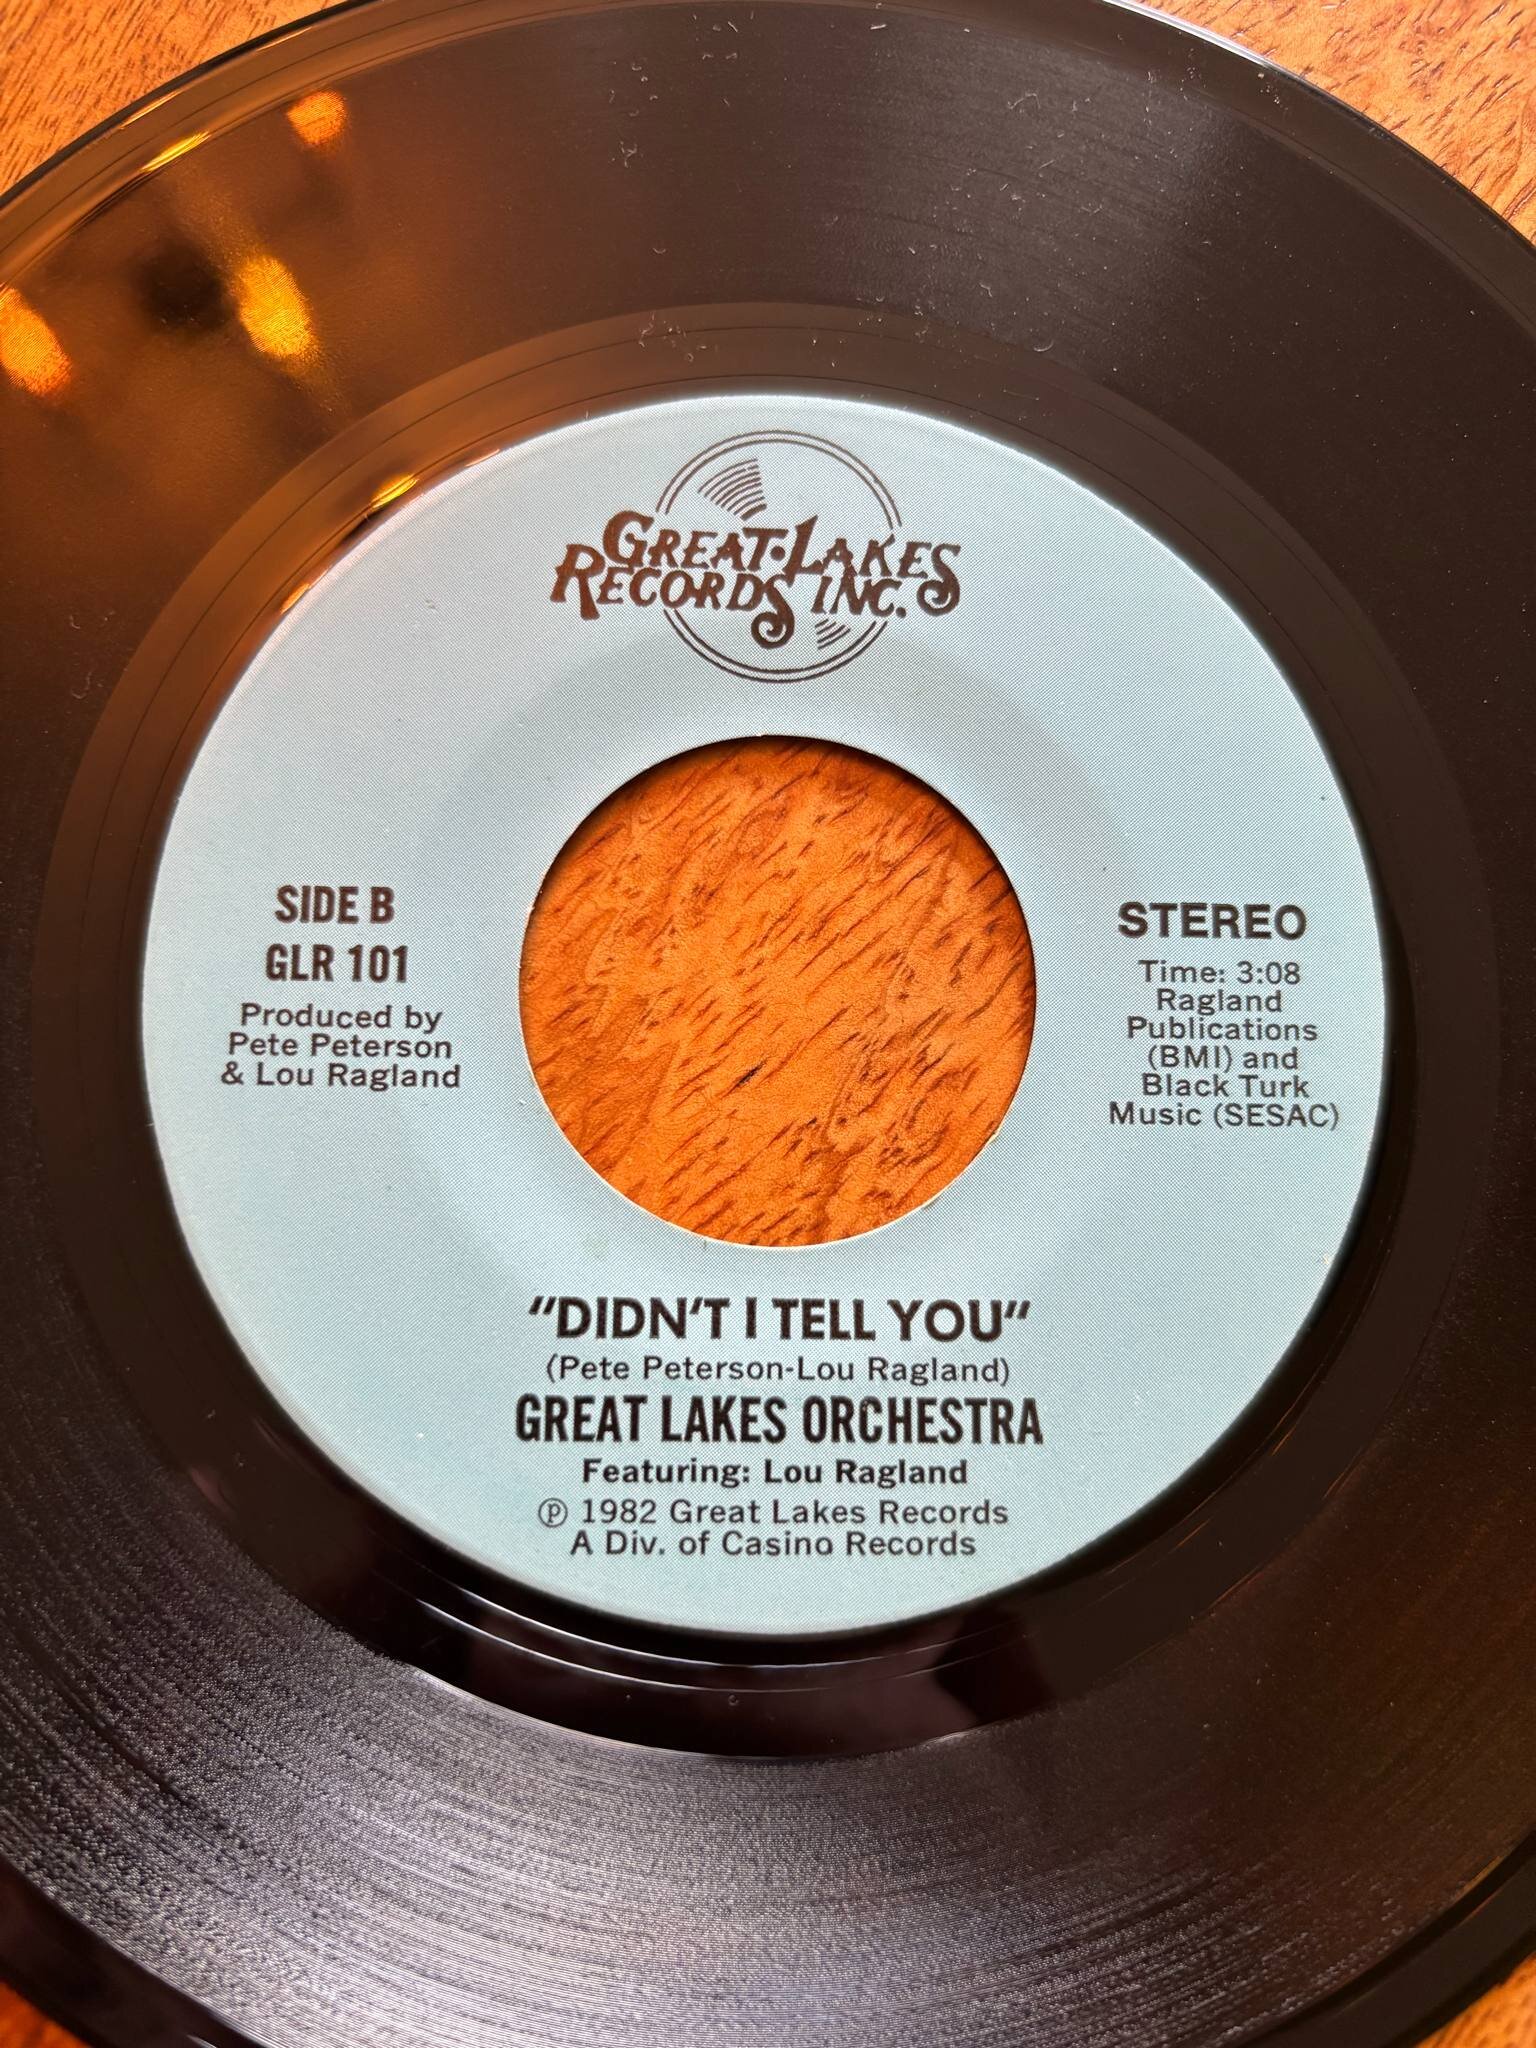 GREAT·LAKES
RECORDS INC.
SIDE B
GLR 101
Produced by
Pete Peterson
& Lou Ragland
STEREO
Time: 3:08
Ragland
Publications
(BMI) and
Black Turk
Music (SESAC)
"DIDN'T I TELL YOU"
(Pete Peterson-Lou Ragland)
GREAT LAKES ORCHESTRA
Featuring: Lou Ragland
℗ 1982 Great Lakes Records
A Div. of Casino Records